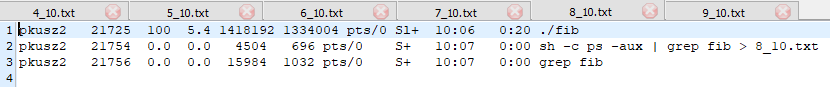 4_10.txt 5_10.txt 6_10.txt 7_10.txt 8_10.txt 9_10.txt
1 pkusz2 21725 100 5.4 1418192 1334004 pts/0 Sl+ 10:06 0:20 ./fib
2 pkusz2 21754 0.0 0.0 4504 696 pts/0 S+ 10:07 0:00 sh -c ps -aux | grep fib > 8_10.txt
3 pkusz2 21756 0.0 0.0 15984 1032 pts/0 S+ 10:07 0:00 grep fib
4